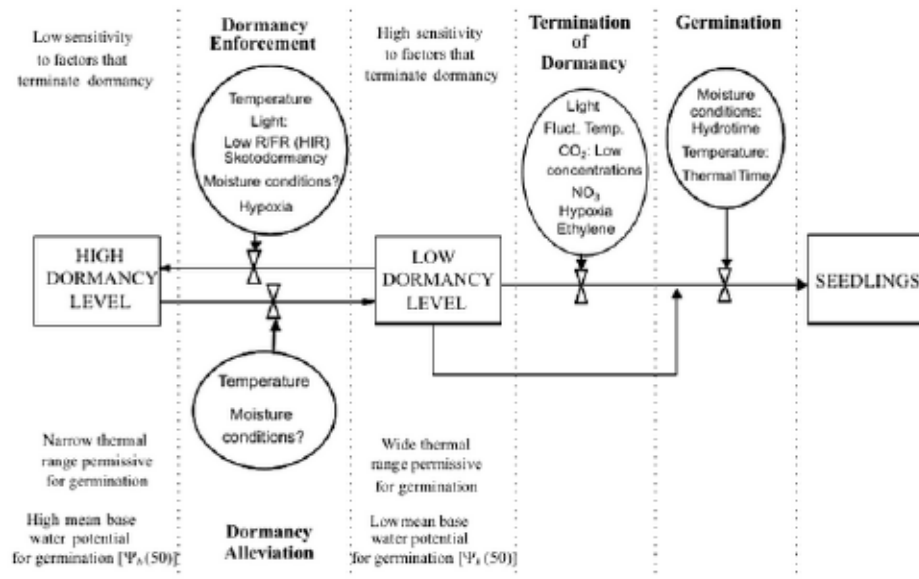 Low sensitivity
to factors that
terminate dormancy
Dormancy
Enforcement
High sensitivity
to factors that
terminate dormancy
Termination
of
Dormancy
Germination
Temperature
Light:
Low R/FR (HIR)
Skotodormancy
Moisture conditions?
Hypoxia
Light
Fluct. Temp.
CO₂: Low
concentrations
NO₃
Hypoxia
Ethylene
Moisture
conditions:
Hydrotime
Temperature:
Thermal Time
HIGH
DORMANCY
LEVEL
LOW
DORMANCY
LEVEL
SEEDLINGS
Temperature
Moisture
conditions?
Narrow thermal
range permissive
for germination
High mean base
water potential
for germination [Ψb(50)]
Dormancy
Alleviation
Wide thermal
range permissive
for germination
Low mean base
water potential
for germination [Ψb(50)]